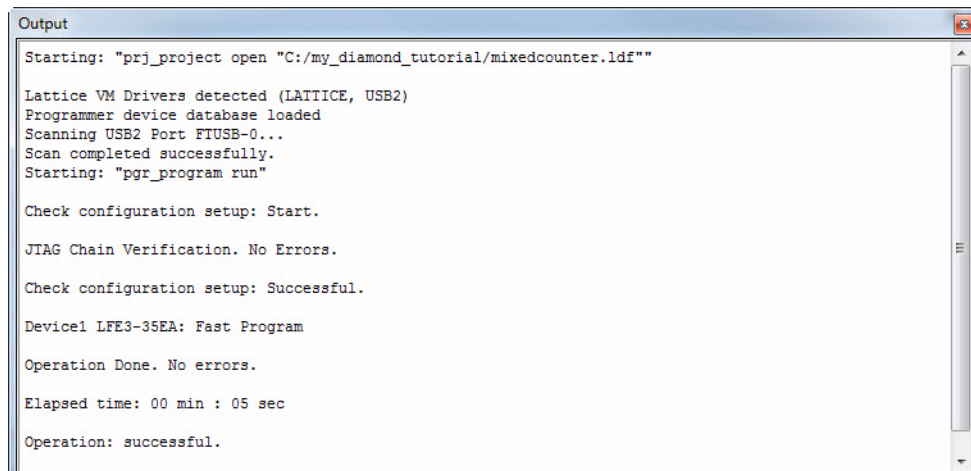 Output
Starting: "prj_project open "C:/my_diamond_tutorial/mixedcounter.ldf""
Lattice VM Drivers detected (LATTICE, USB2)
Programmer device database loaded
Scanning USB2 Port FTUSB-0...
Scan completed successfully.
Starting: "pgr_program run"
Check configuration setup: Start.
JTAG Chain Verification. No Errors.
Check configuration setup: Successful.
Device1 LFE3-35EA: Fast Program
Operation Done. No errors.
Elapsed time: 00 min : 05 sec
Operation: successful.